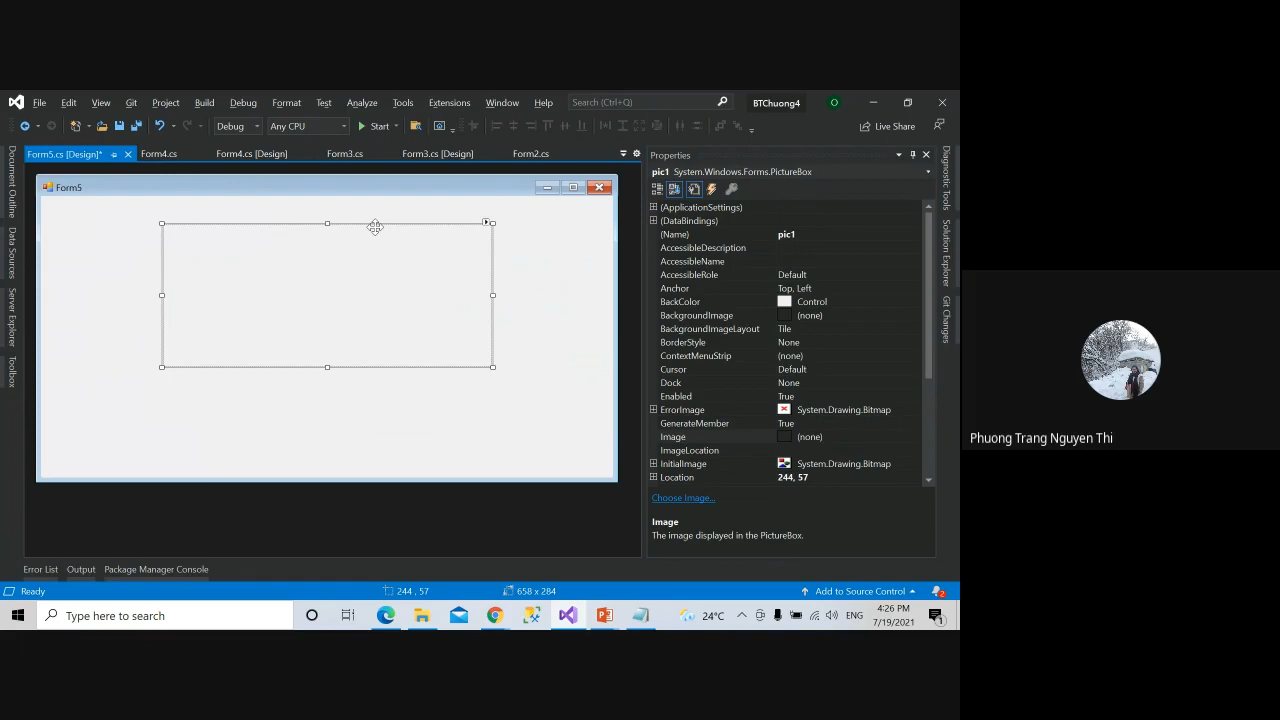 File Edit View Git Project Build Debug Format Test Analyze Tools Extensions Window Help Search (Ctrl+Q) BTChuong4 O
Debug Any CPU Start Live Share
Form5.cs [Design]* Form4.cs Form4.cs [Design] Form3.cs Form3.cs [Design] Form2.cs
Document Outline
Data Sources
Server Explorer
Toolbox
Form5
Properties
pic1 System.Windows.Forms.PictureBox
(ApplicationSettings)
(DataBindings)
(Name) pic1
AccessibleDescription
AccessibleName
AccessibleRole Default
Anchor Top, Left
BackColor Control
BackgroundImage (none)
BackgroundImageLayout Tile
BorderStyle None
ContextMenuStrip (none)
Cursor Default
Dock None
Enabled True
ErrorImage System.Drawing.Bitmap
GenerateMember True
Image (none)
ImageLocation
InitialImage System.Drawing.Bitmap
Location 244, 57
Choose Image...
Image
The image displayed in the PictureBox.
Diagnostic Tools
Solution Explorer
Git Changes
Error List Output Package Manager Console
Ready 244 , 57 658 x 284 Add to Source Control 2
Type here to search 24°C ENG 4:26 PM
7/19/2021 1
Phuong Trang Nguyen Thi